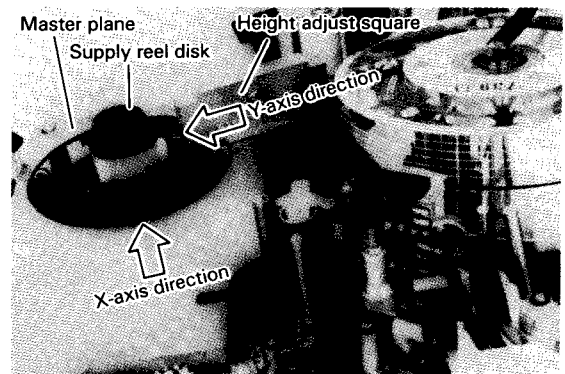 Master plane
Height adjust square
Supply reel disk
Y-axis direction
X-axis direction